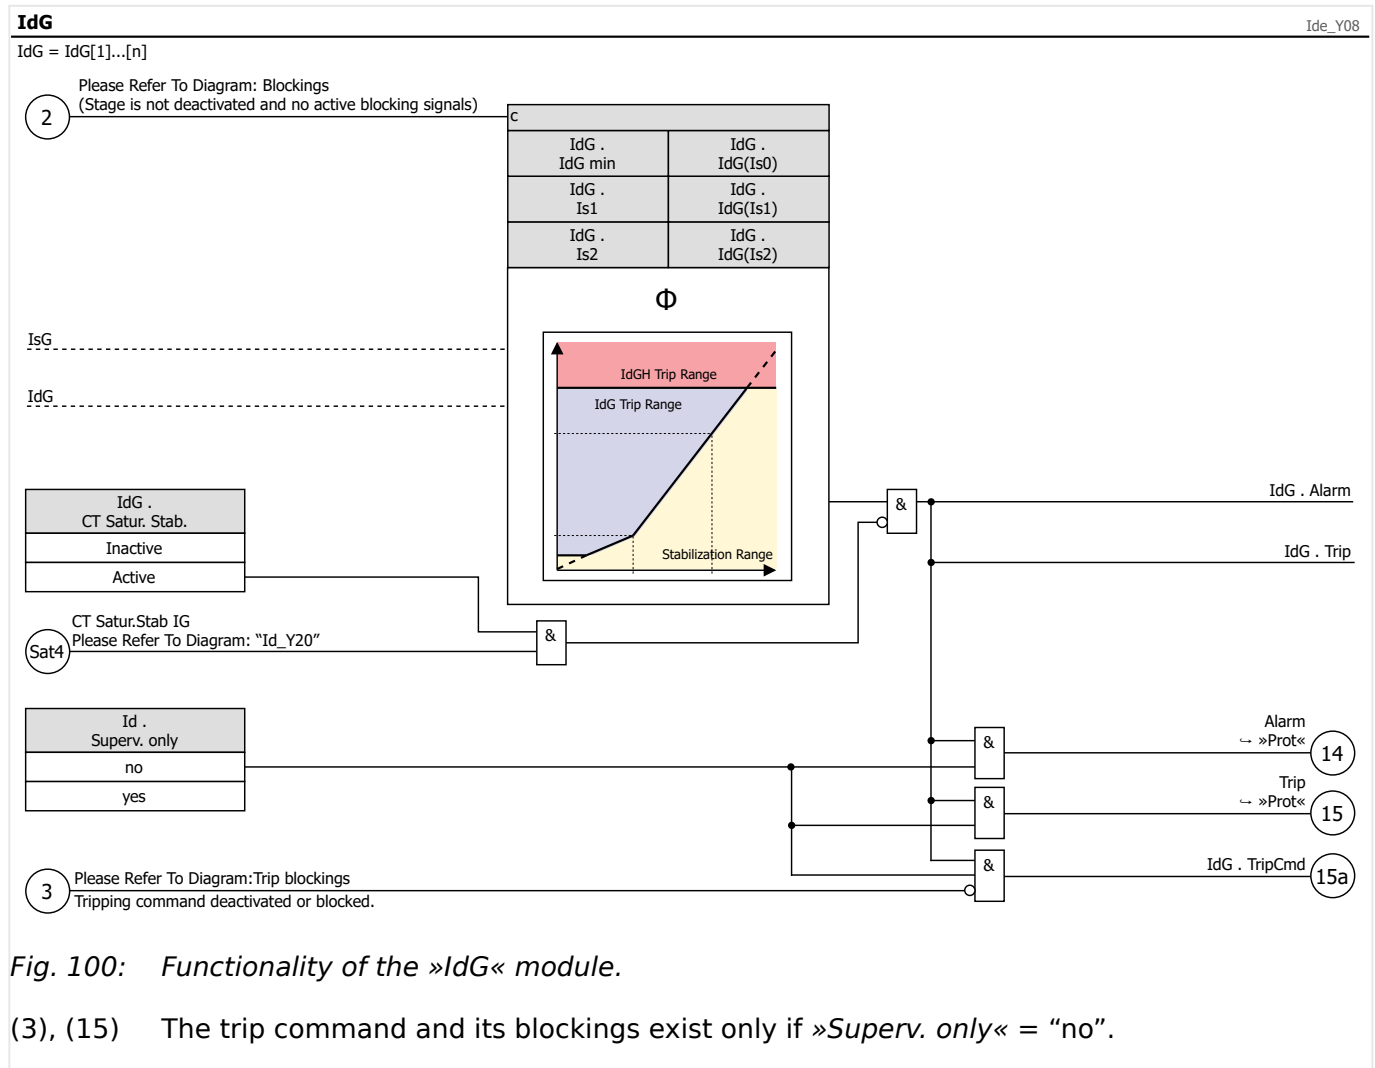 IdG
Ide_Y08
IdG = IdG[1]...[n]
Please Refer To Diagram: Blockings
(Stage is not deactivated and no active blocking signals)
2
c
IdG .
IdG min
IdG .
IdG(Is0)
IdG .
Is1
IdG .
IdG(Is1)
IdG .
Is2
IdG .
IdG(Is2)
Φ
IsG
IdG
IdGH Trip Range
IdG Trip Range
Stabilization Range
IdG .
CT Satur. Stab.
Inactive
Active
&
IdG . Alarm
IdG . Trip
CT Satur.Stab IG
Please Refer To Diagram: “Id_Y20”
Sat4
&
Id .
Superv. only
no
yes
&
Alarm
↪ »Prot«
14
&
Trip
↪ »Prot«
15
&
IdG . TripCmd
15a
3
Please Refer To Diagram:Trip blockings
Tripping command deactivated or blocked.
Fig. 100: Functionality of the »IdG« module.
(3), (15) The trip command and its blockings exist only if »Superv. only« = “no”.